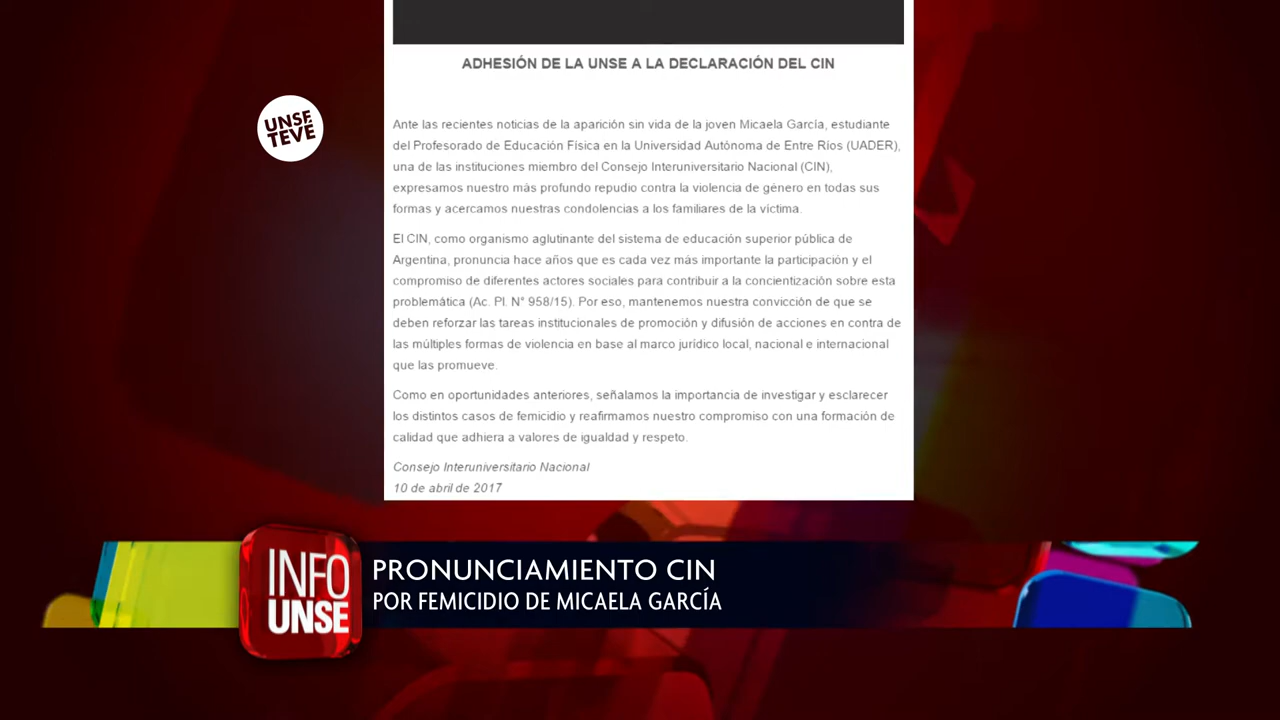 ADHESIÓN DE LA UNSE A LA DECLARACIÓN DEL CIN
UNSE
TEVÉ
Ante las recientes noticias de la aparición sin vida de la joven Micaela García, estudiante
del Profesorado de Educación Física en la Universidad Autónoma de Entre Ríos (UADER),
una de las instituciones miembro del Consejo Interuniversitario Nacional (CIN),
expresamos nuestro más profundo repudio contra la violencia de género en todas sus
formas y acercamos nuestras condolencias a los familiares de la víctima.
El CIN, como organismo aglutinante del sistema de educación superior pública de
Argentina, pronuncia hace años que es cada vez más importante la participación y el
compromiso de diferentes actores sociales para contribuir a la concientización sobre esta
problemática (Ac. Pl. N° 958/15). Por eso, mantenemos nuestra convicción de que se
deben reforzar las tareas institucionales de promoción y difusión de acciones en contra de
las múltiples formas de violencia en base al marco jurídico local, nacional e internacional
que las promueve.
Como en oportunidades anteriores, señalamos la importancia de investigar y esclarecer
los distintos casos de femicidio y reafirmamos nuestro compromiso con una formación de
calidad que adhiera a valores de igualdad y respeto.
Consejo Interuniversitario Nacional
10 de abril de 2017
INFO
UNSE
PRONUNCIAMIENTO CIN
POR FEMICIDIO DE MICAELA GARCÍA